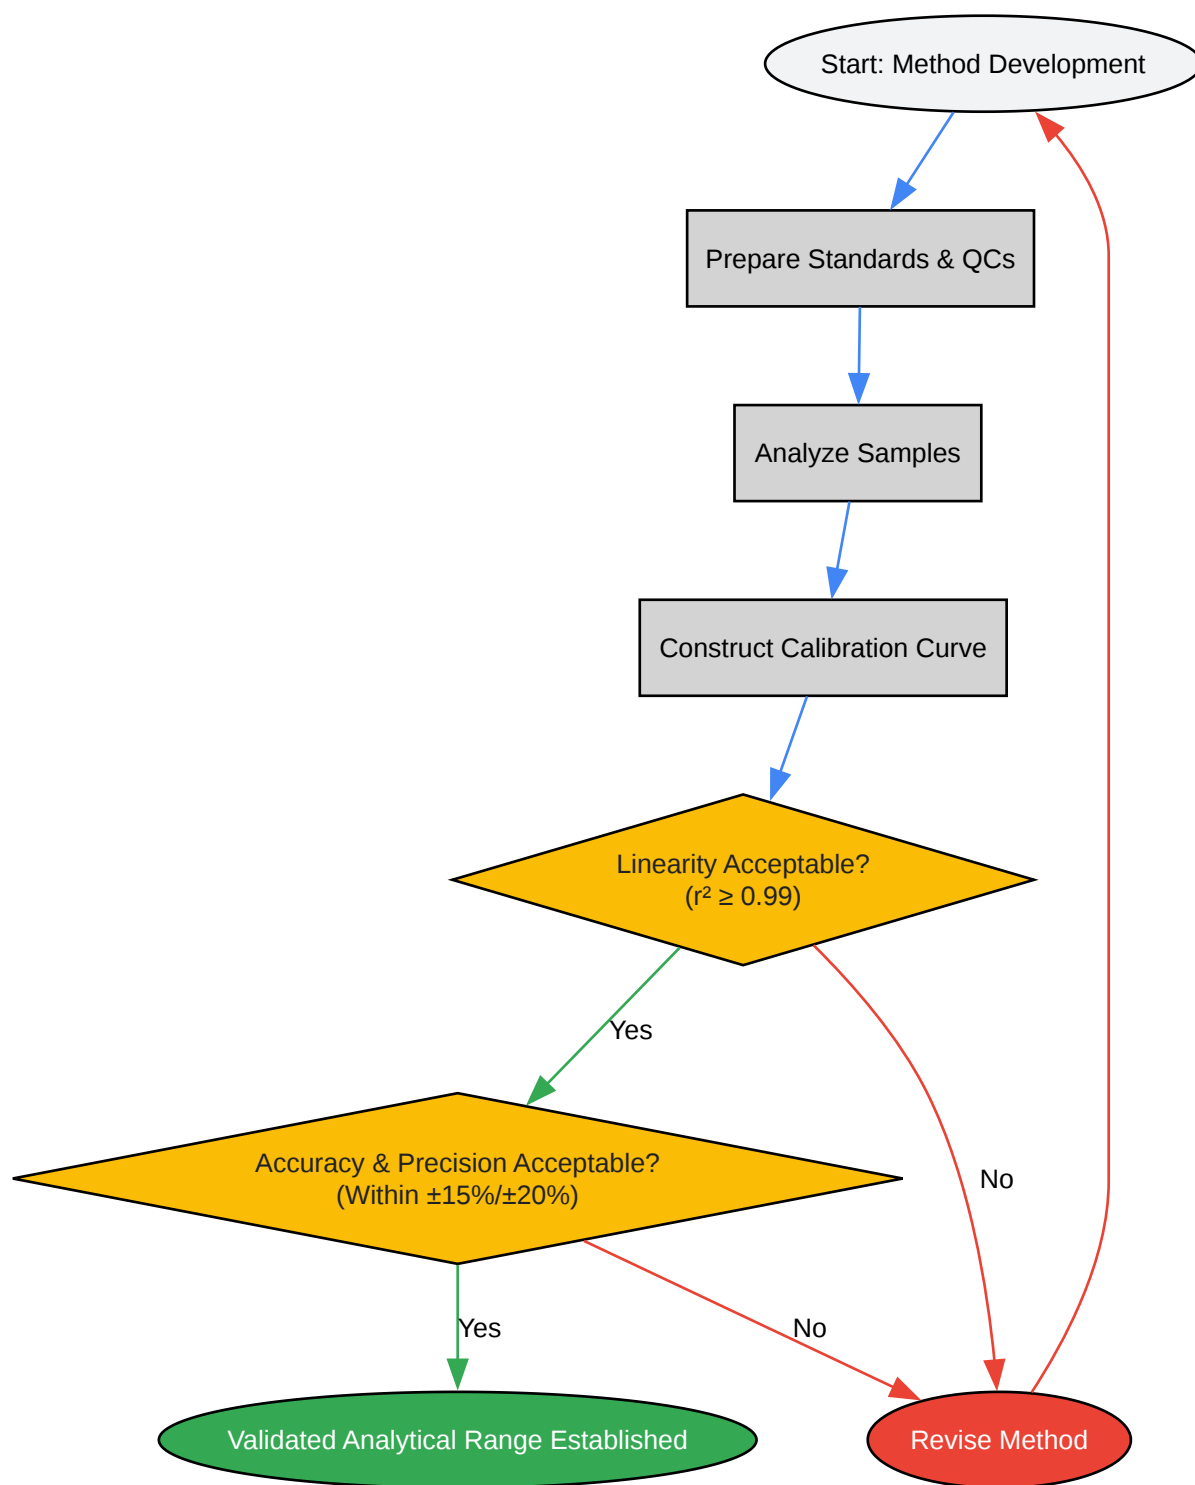 Start: Method Development
Prepare Standards & QCs
Analyze Samples
Construct Calibration Curve
Linearity Acceptable?
(r² ≥ 0.99)
Yes
Accuracy & Precision Acceptable?
(Within ±15%/±20%)
No
Yes
No
Validated Analytical Range Established
Revise Method